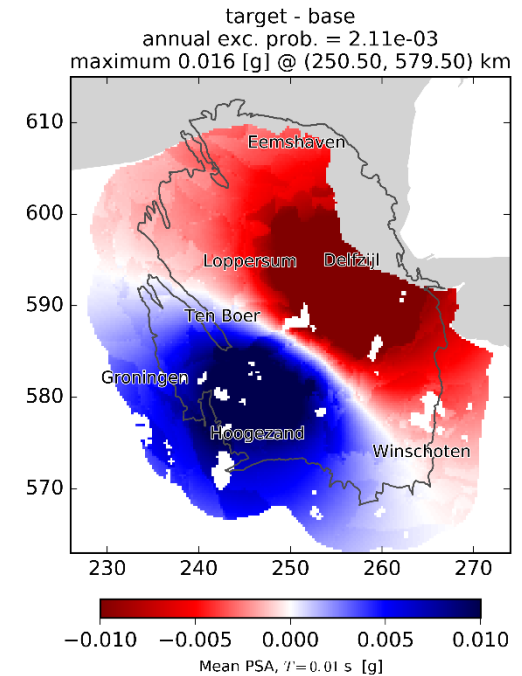 target - base
annual exc. prob. = 2.11e-03
maximum 0.016 [g] @ (250.50, 579.50) km
610
Eemshaven
600
Loppersum Delfzijl
590
Ten Boer
580
Groningen
Hoogezand
Winschoten
570
230 240 250 260 270
−0.010 −0.005 0.000 0.005 0.010
Mean PSA, T=0.01 s [g]